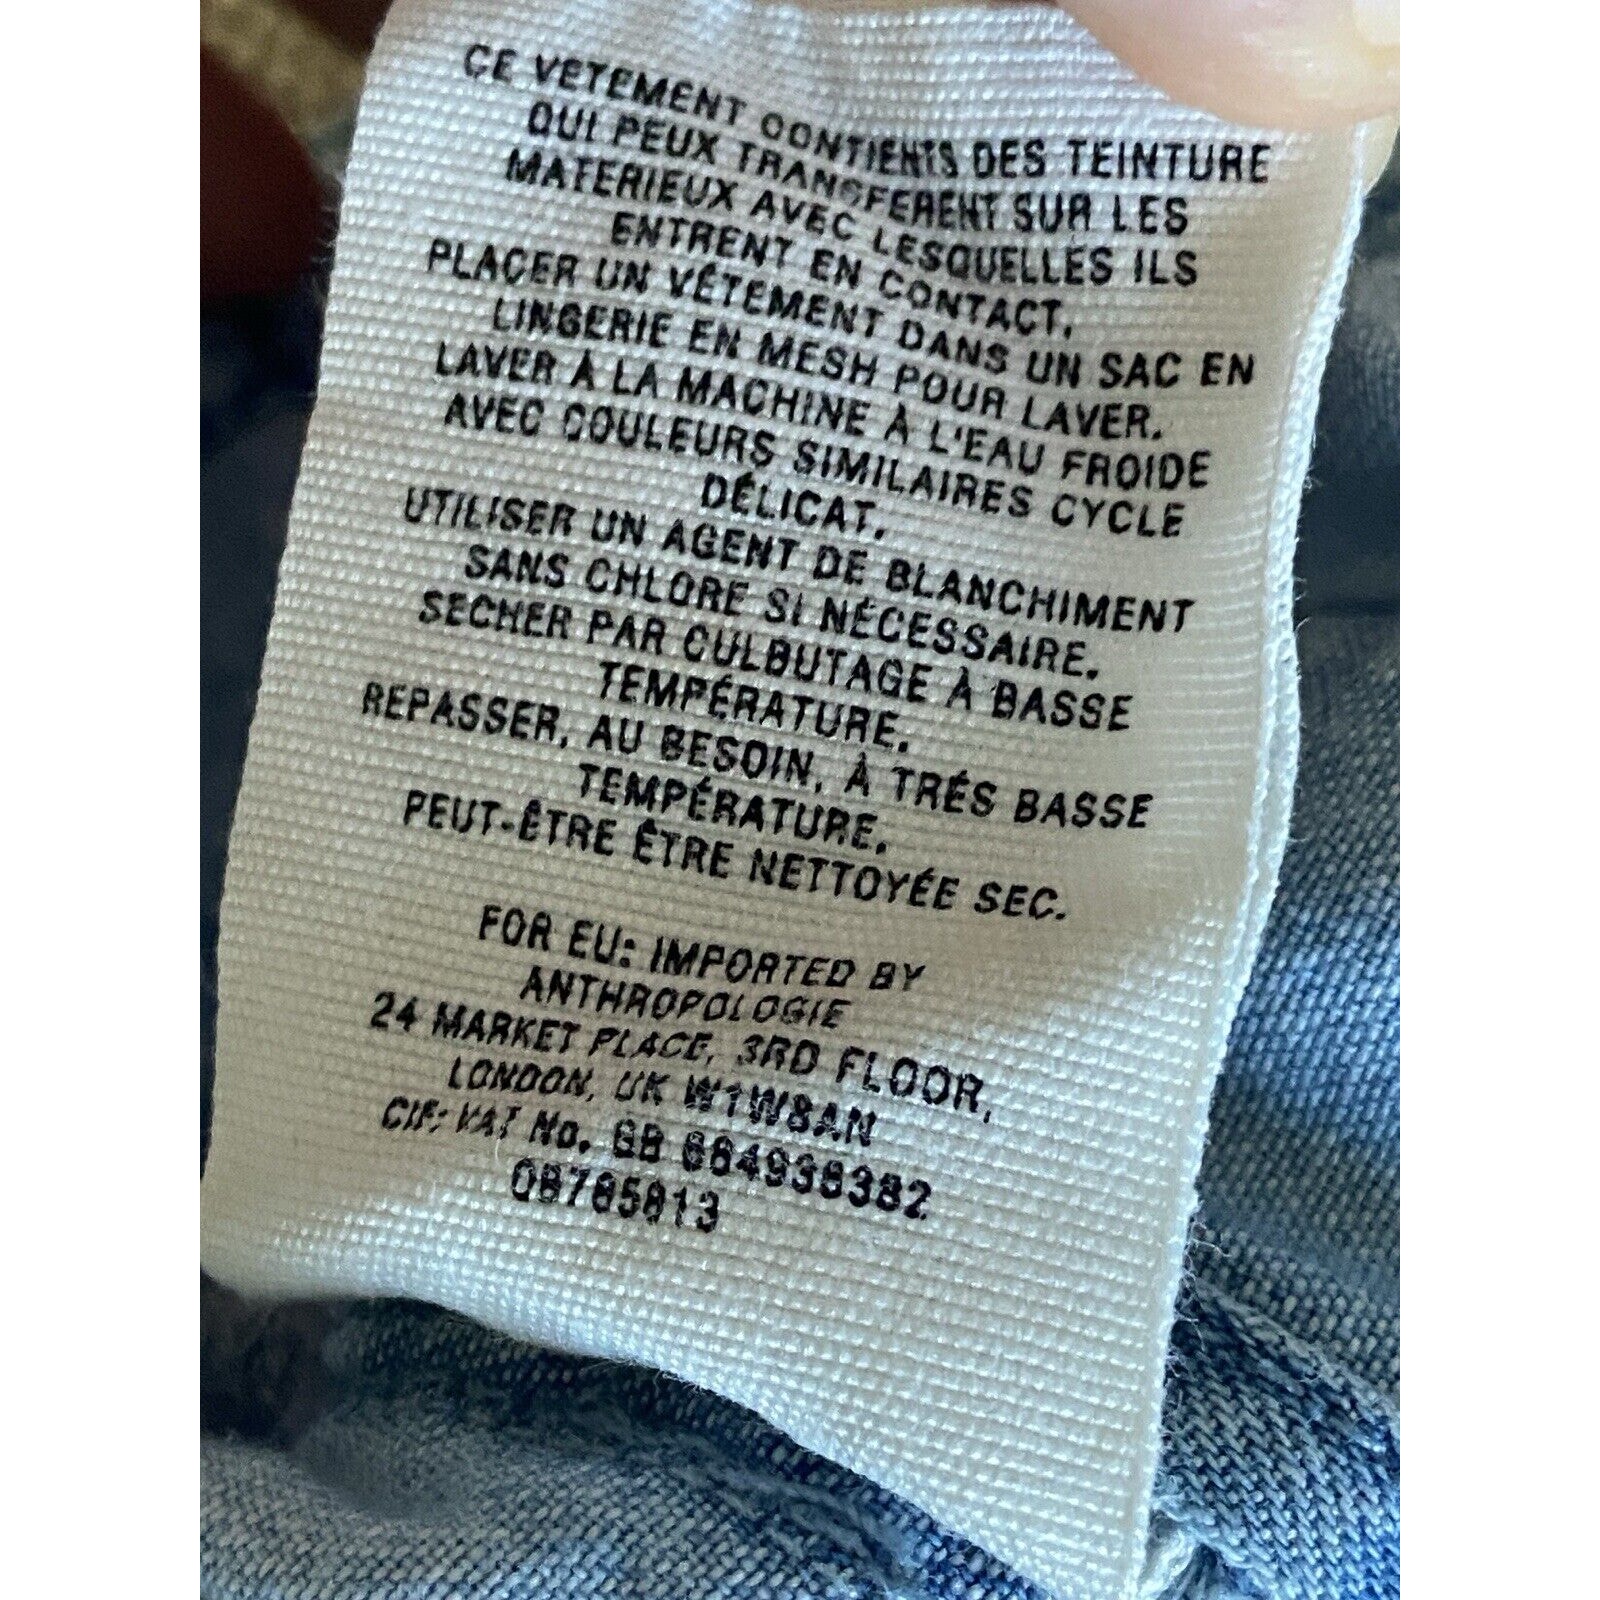 CE VETEMENT CONTIENTS DES TEINTURE
QUI PEUX TRANSFERENT SUR LES
MATERIEUX AVEC LESQUELLES ILS
ENTRENT EN CONTACT.
PLACER UN VÊTEMENT DANS UN SAC EN
LINGERIE EN MESH POUR LAVER.
LAVER À LA MACHINE À L'EAU FROIDE
AVEC COULEURS SIMILAIRES CYCLE
DÉLICAT.
UTILISER UN AGENT DE BLANCHIMENT
SANS CHLORE SI NÉCESSAIRE.
SECHER PAR CULBUTAGE À BASSE
TEMPÉRATURE.
REPASSER, AU BESOIN, À TRÉS BASSE
TEMPÉRATURE.
PEUT-ÊTRE ÊTRE NETTOYÉE SEC.
FOR EU: IMPORTED BY
ANTHROPOLOGIE
24 MARKET PLACE, 3RD FLOOR,
LONDON, UK W1W8AN
CIF: VAT No. GB